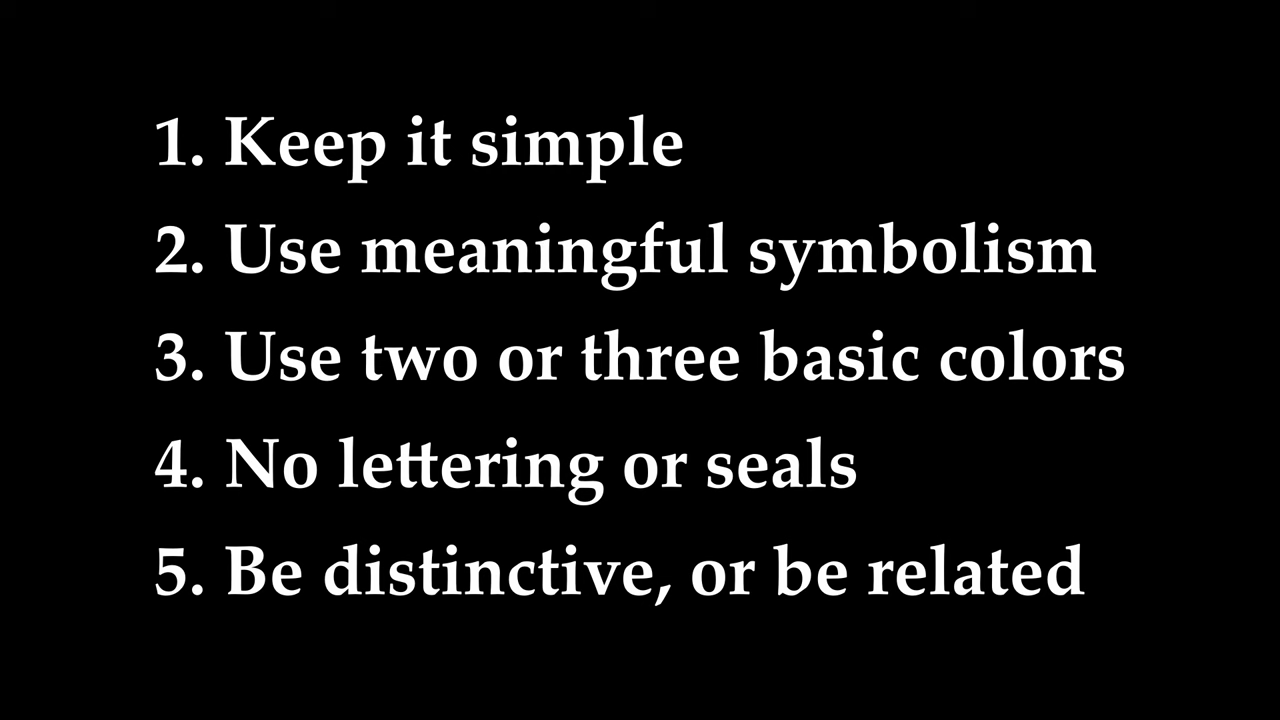 1. Keep it simple
2. Use meaningful symbolism
3. Use two or three basic colors
4. No lettering or seals
5. Be distinctive, or be related